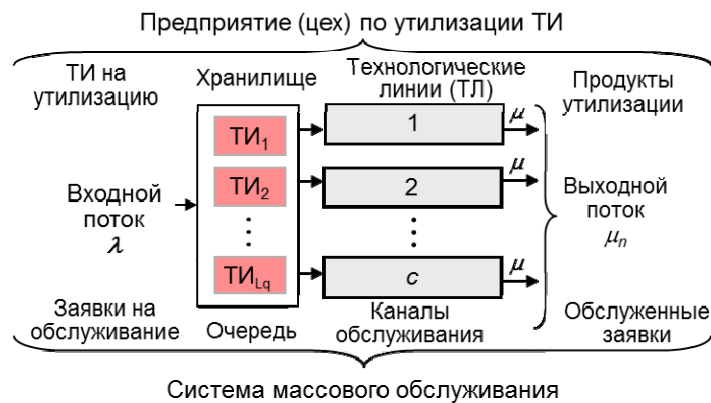 Предприятие (цех) по утилизации ТИ
ТИ на
утилизацию
Хранилище
Технологические
линии (ТЛ)
Продукты
утилизации
ТИ₁
1
μ
ТИ₂
2
μ
Входной
поток
λ
⋮
⋮
Выходной
поток
μₙ
ТИ_Lq
c
μ
Заявки на
обслуживание
Очередь
Каналы
обслуживания
Обслуженные
заявки
Система массового обслуживания